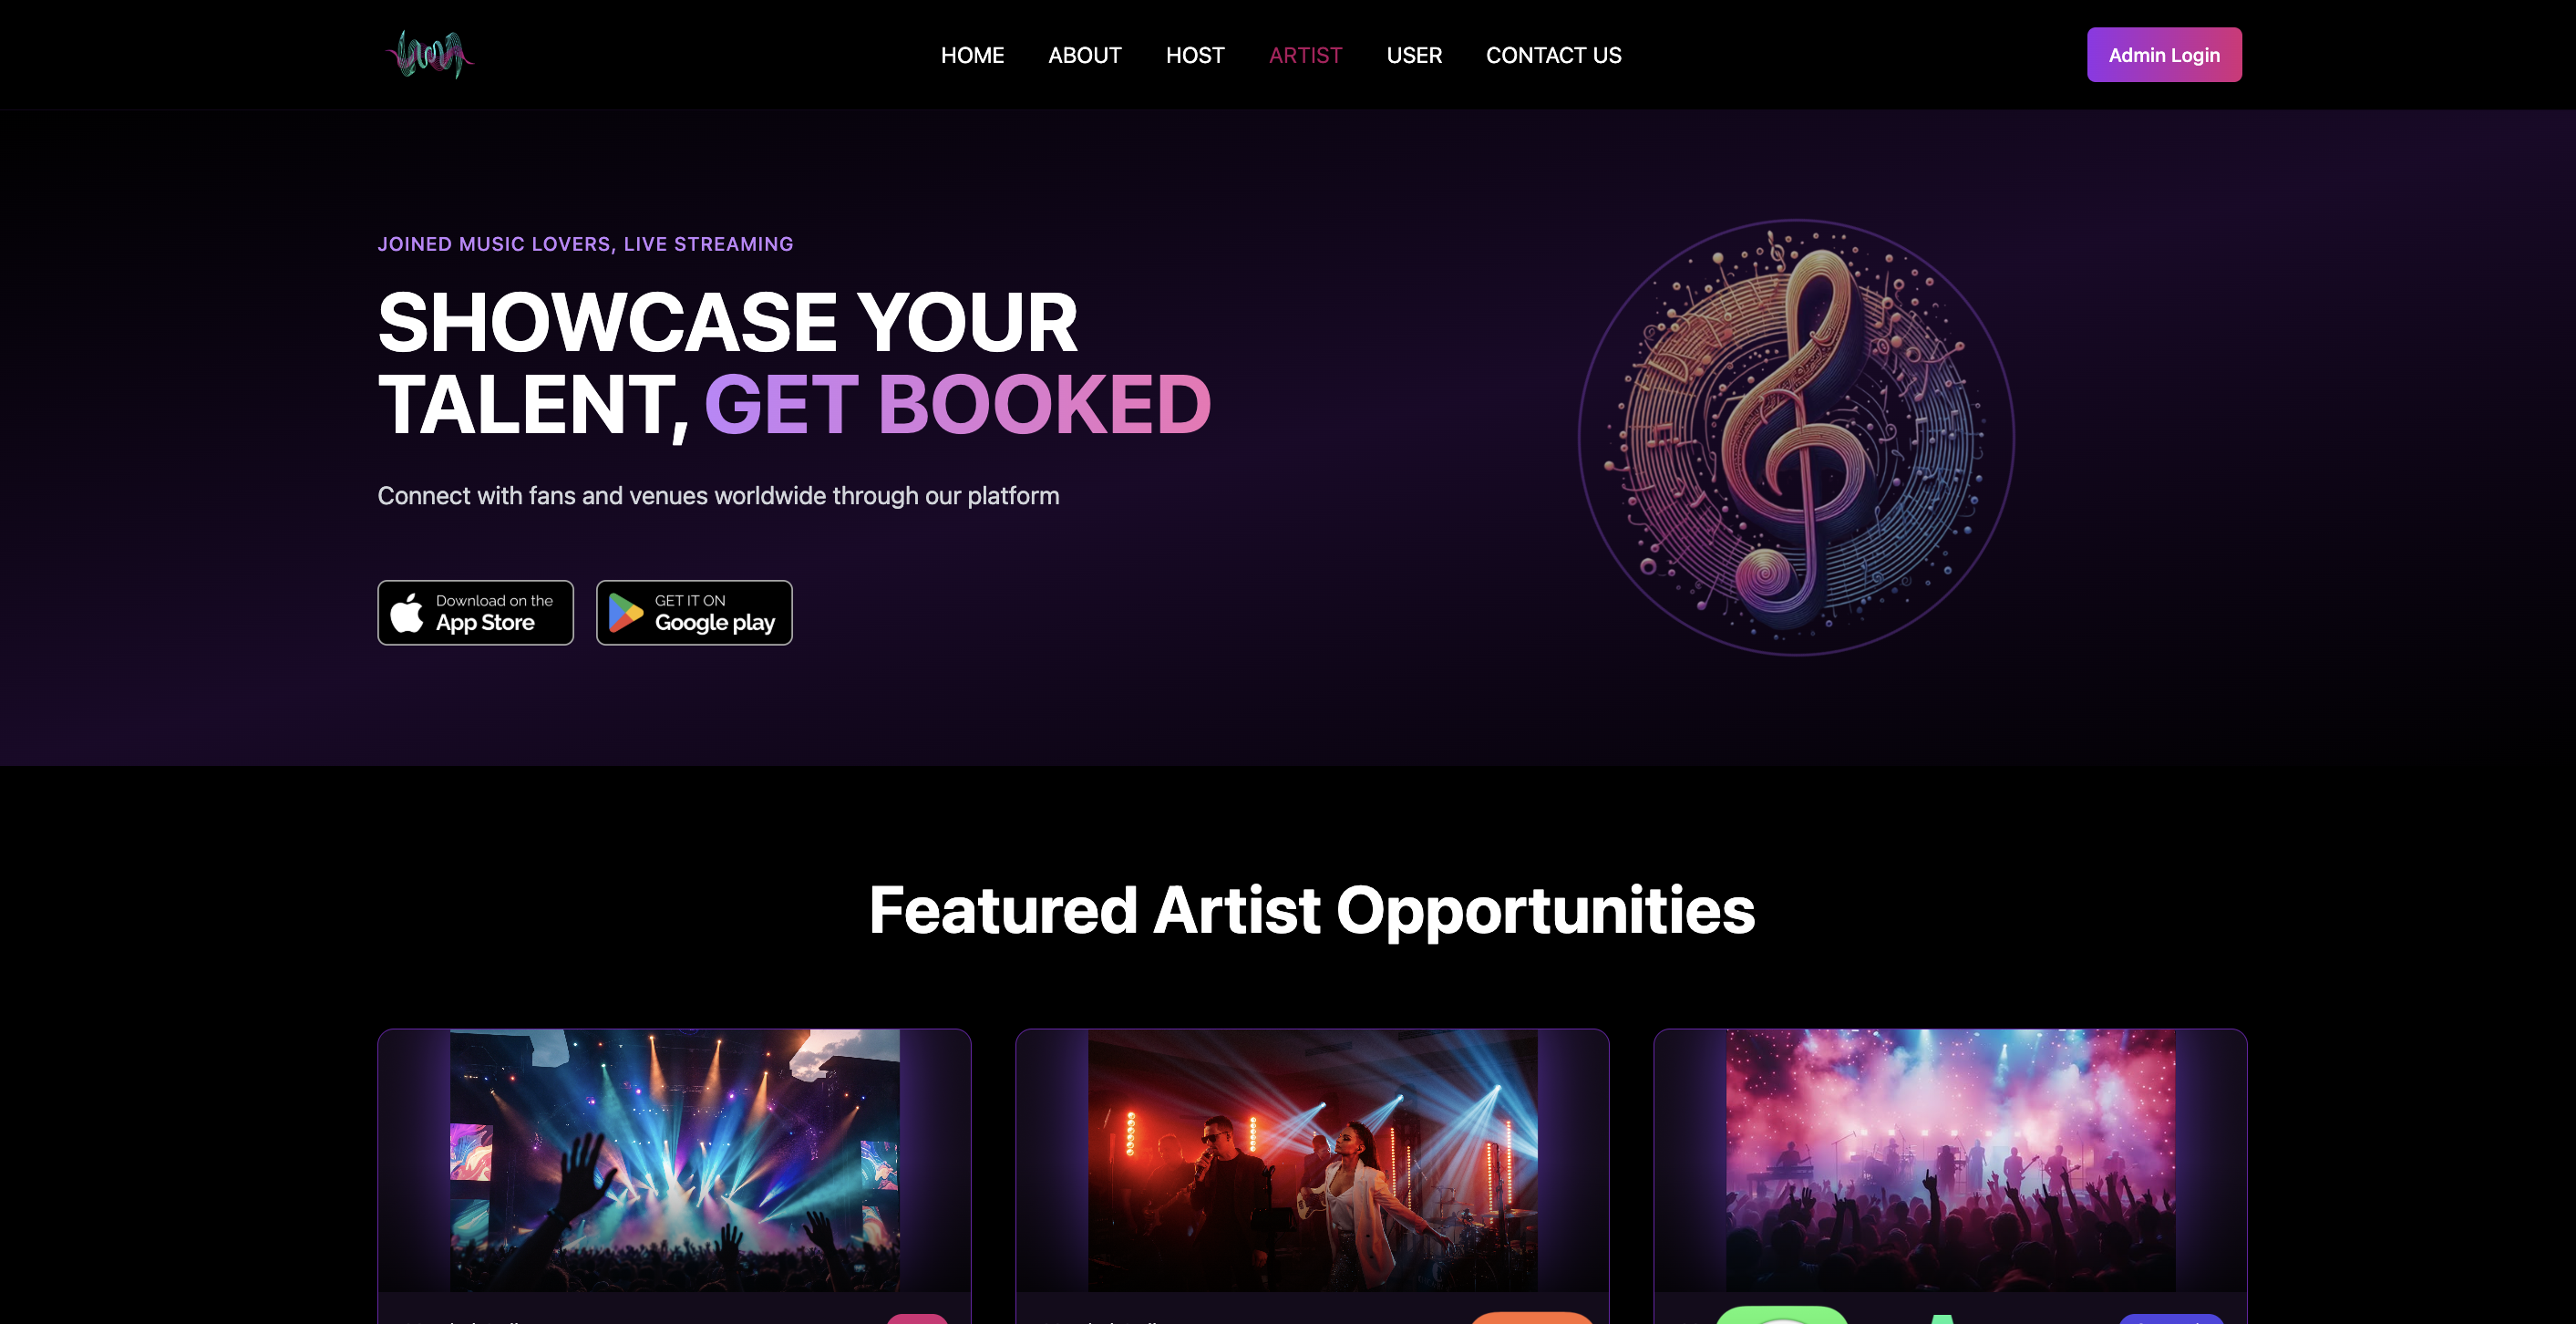 HOME ABOUT HOST ARTIST USER CONTACT US Admin Login
JOINED MUSIC LOVERS, LIVE STREAMING
SHOWCASE YOUR
TALENT, GET BOOKED
Connect with fans and venues worldwide through our platform
Download on the
App Store
GET IT ON
Google play
Featured Artist Opportunities